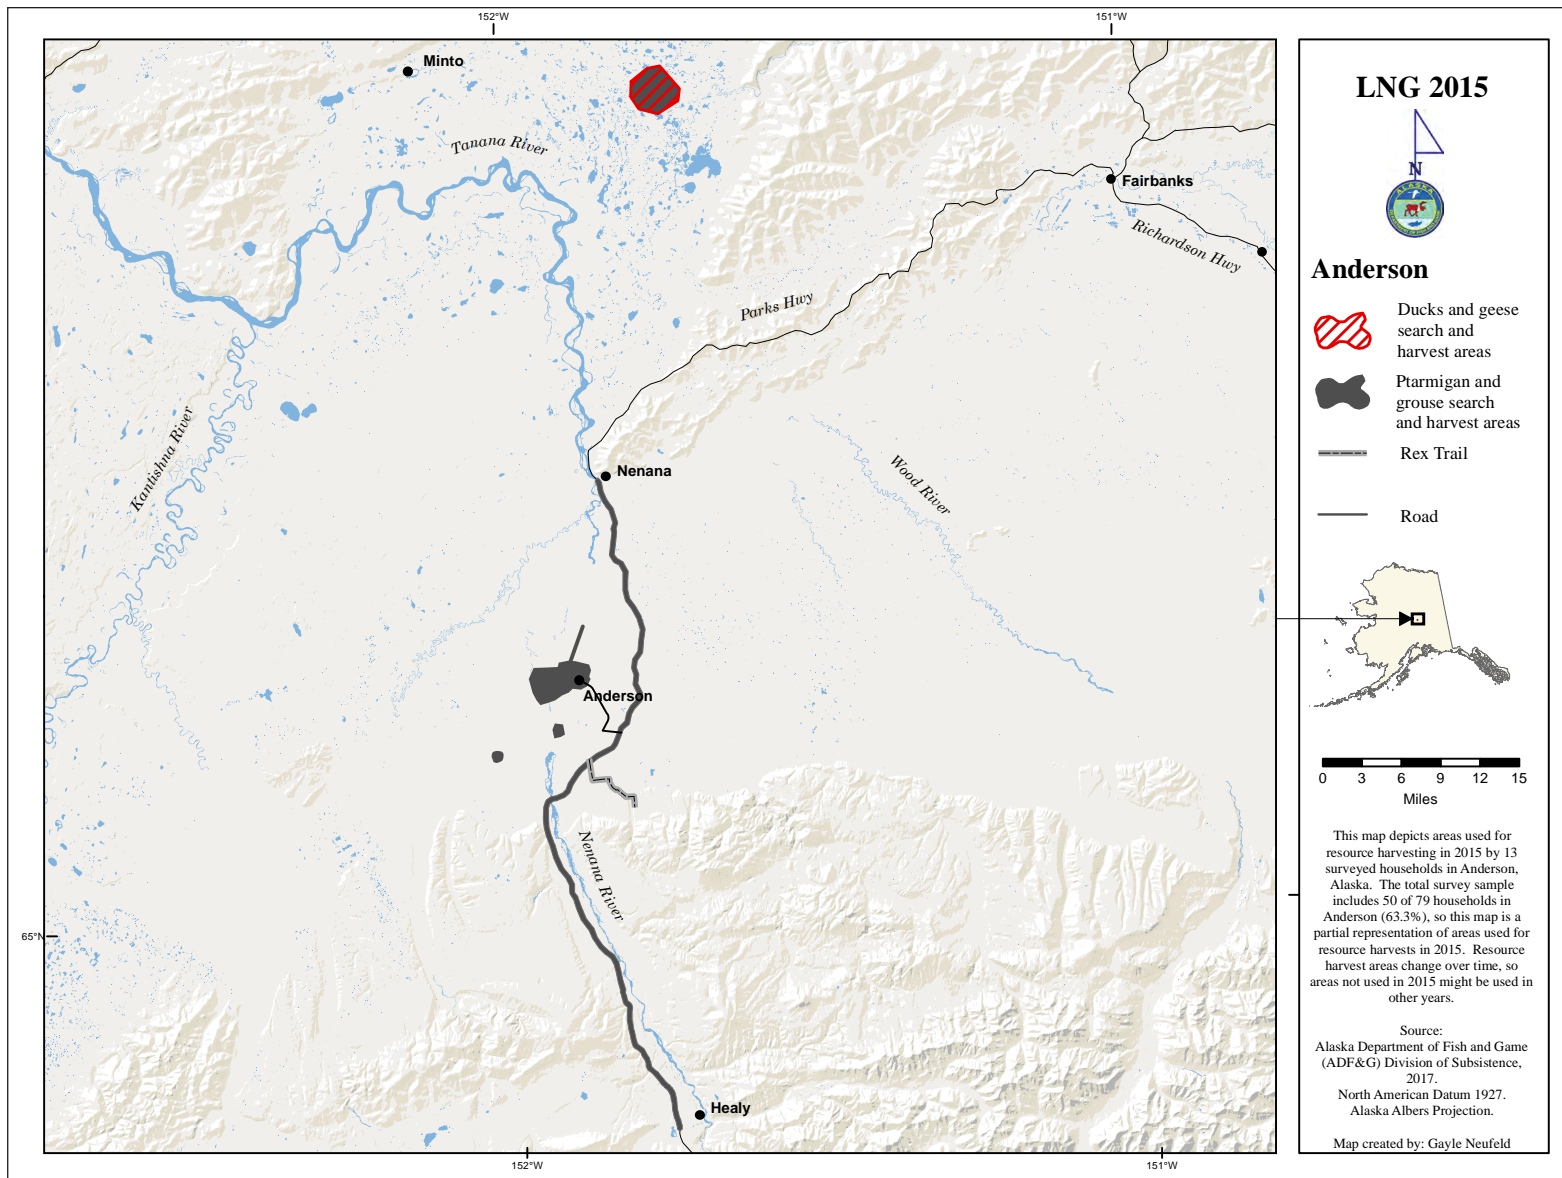 152°W
151°W
Minto
Tanana River
Fairbanks
Richardson Hwy
Parks Hwy
Kantishna River
Nenana
Wood River
Anderson
Nenana River
65°N
Healy
152°W
151°W
LNG 2015
N
ALASKA
Anderson
Ducks and geese
search and
harvest areas
Ptarmigan and
grouse search
and harvest areas
Rex Trail
Road
0 3 6 9 12 15
Miles
This map depicts areas used for
resource harvesting in 2015 by 13
surveyed households in Anderson,
Alaska.  The total survey sample
includes 50 of 79 households in
Anderson (63.3%), so this map is a
partial representation of areas used for
resource harvests in 2015.  Resource
harvest areas change over time, so
areas not used in 2015 might be used in
other years.
Source:
Alaska Department of Fish and Game
(ADF&G) Division of Subsistence,
2017.
North American Datum 1927.
Alaska Albers Projection.
Map created by: Gayle Neufeld